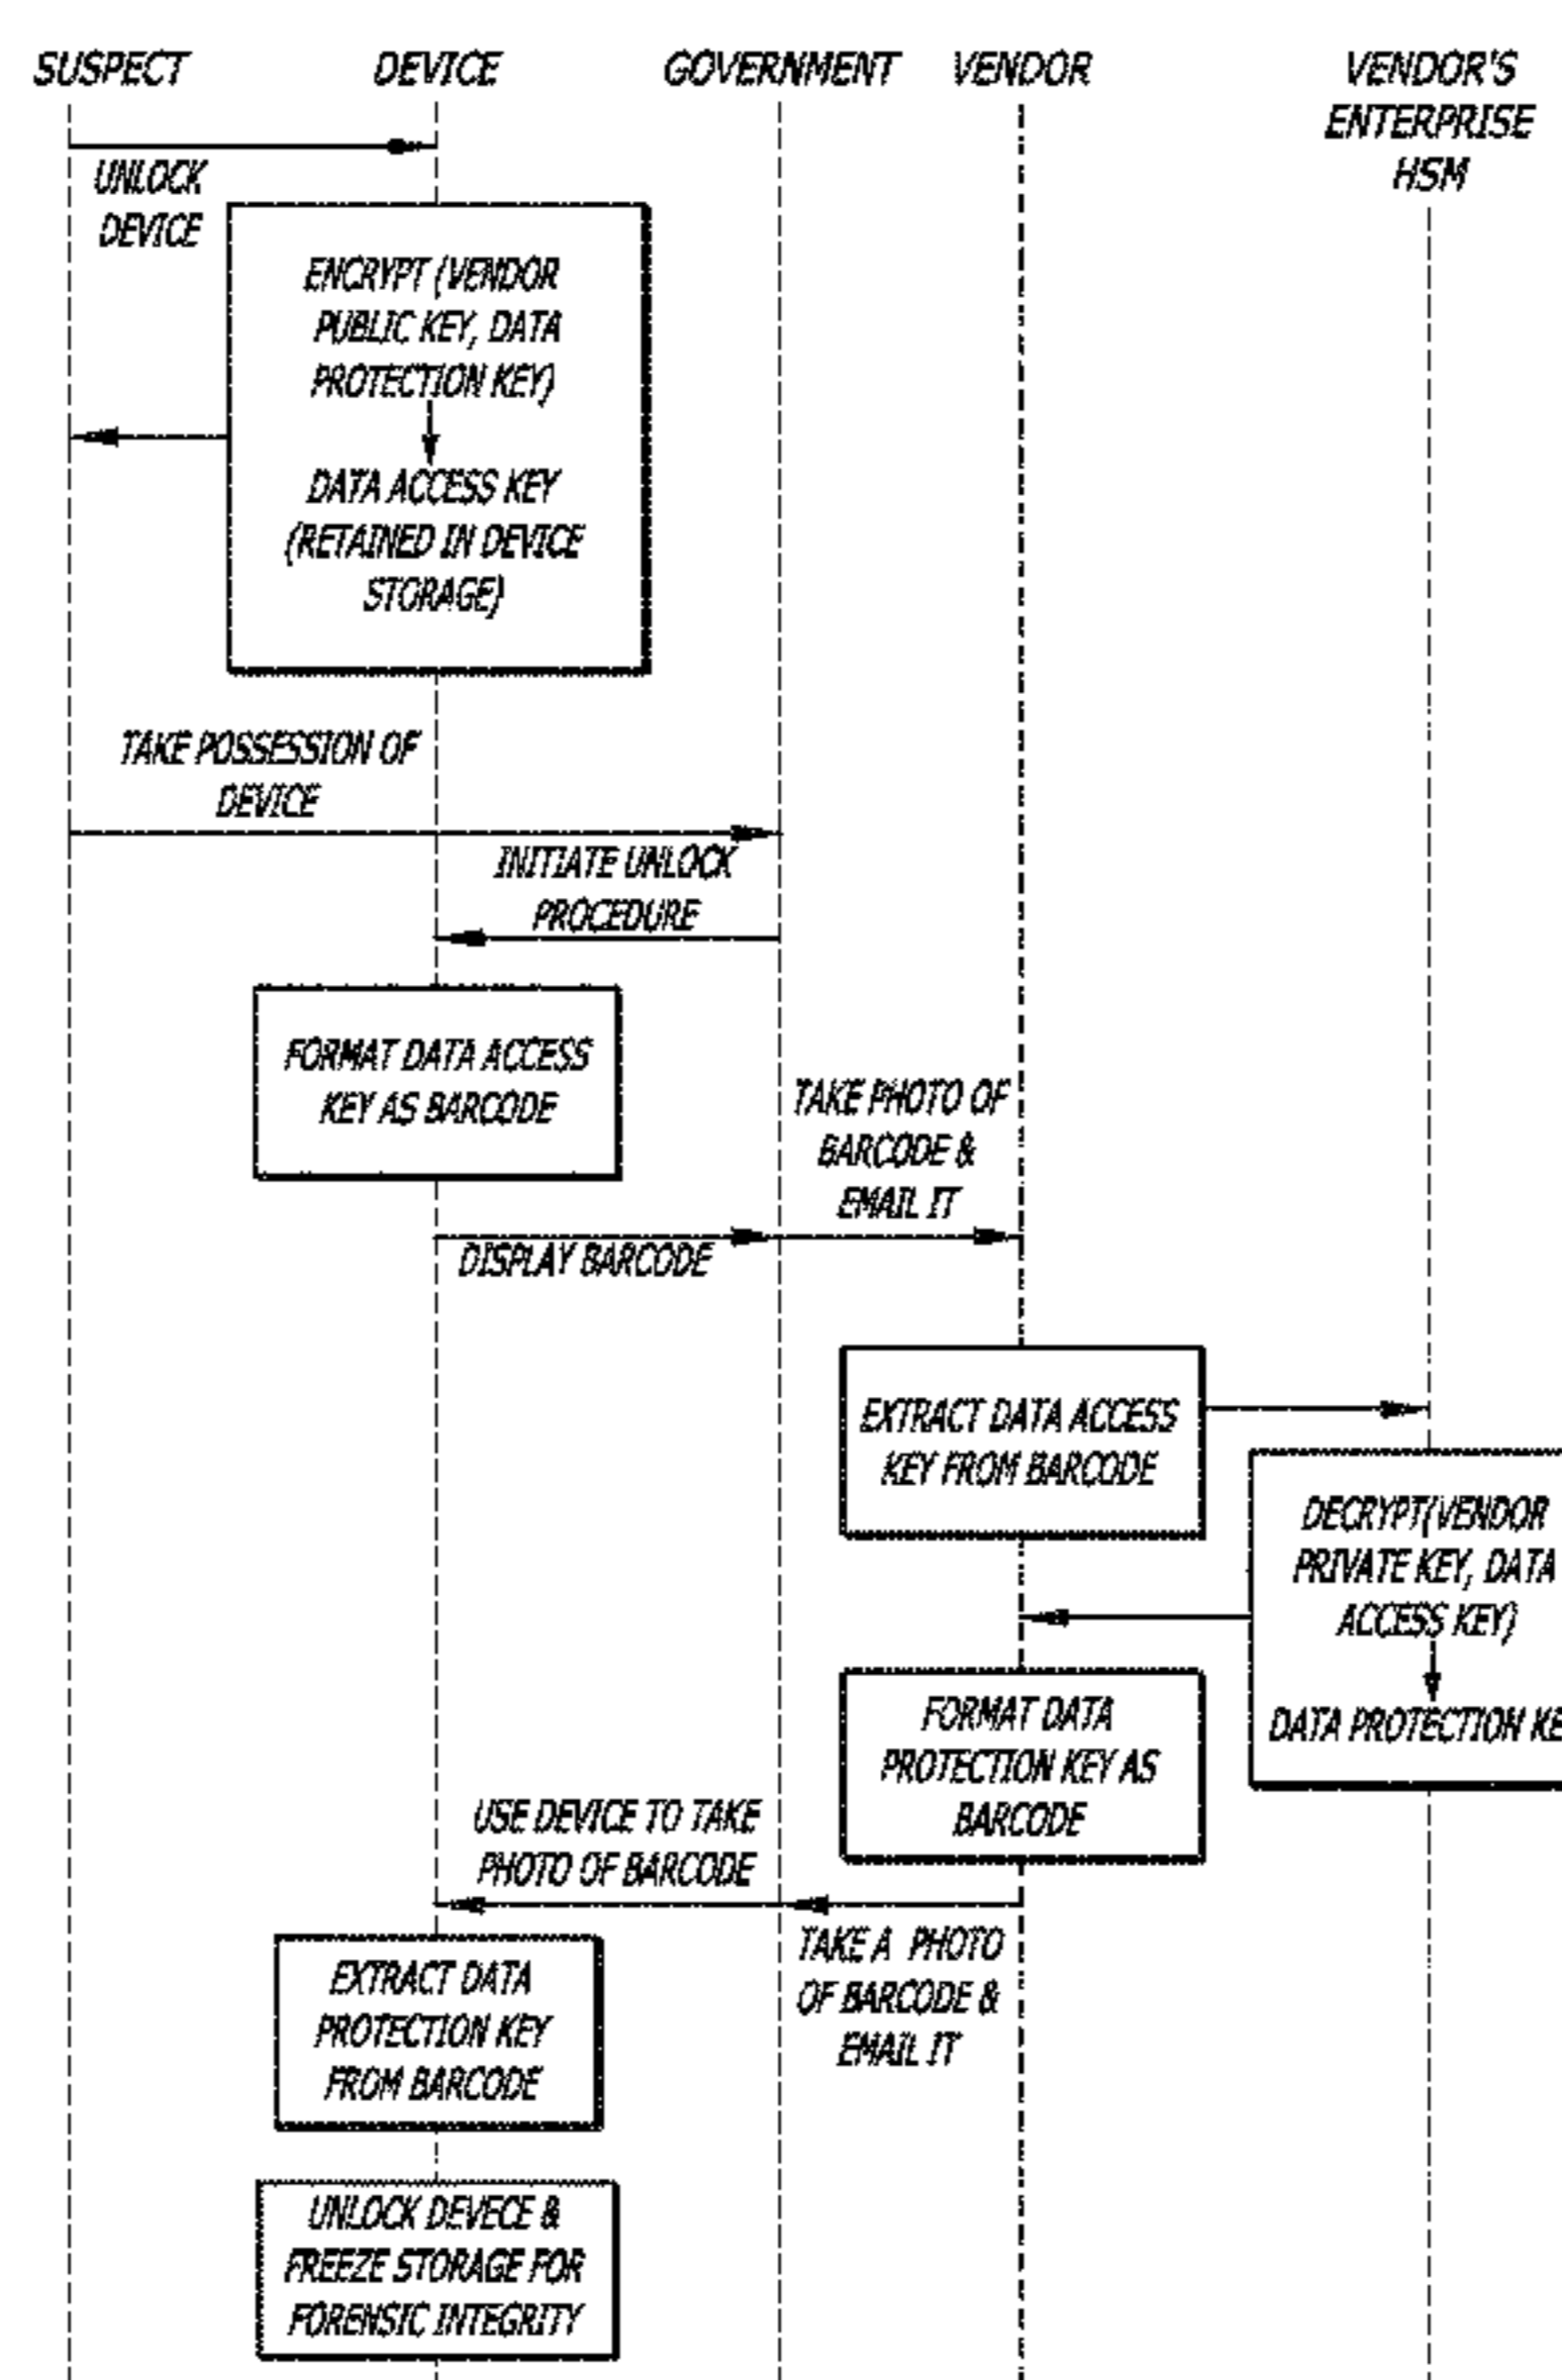 SUSPECT
DEVICE
GOVERNMENT
VENDOR
VENDOR'S
ENTERPRISE
HSM
UNLOCK
DEVICE
ENCRYPT (VENDOR
PUBLIC KEY, DATA
PROTECTION KEY)
DATA ACCESS KEY
(RETAINED IN DEVICE
STORAGE)
TAKE POSSESSION OF
DEVICE
INITIATE UNLOCK
PROCEDURE
FORMAT DATA ACCESS
KEY AS BARCODE
TAKE PHOTO OF
BARCODE &
EMAIL IT
DISPLAY BARCODE
EXTRACT DATA ACCESS
KEY FROM BARCODE
DECRYPT(VENDOR
PRIVATE KEY, DATA
ACCESS KEY)
DATA PROTECTION KE
FORMAT DATA
PROTECTION KEY AS
BARCODE
USE DEVICE TO TAKE
PHOTO OF BARCODE
TAKE A PHOTO
OF BARCODE &
EMAIL IT
EXTRACT DATA
PROTECTION KEY
FROM BARCODE
UNLOCK DEVECE &
FREEZE STORAGE FOR
FORENSIC INTEGRITY